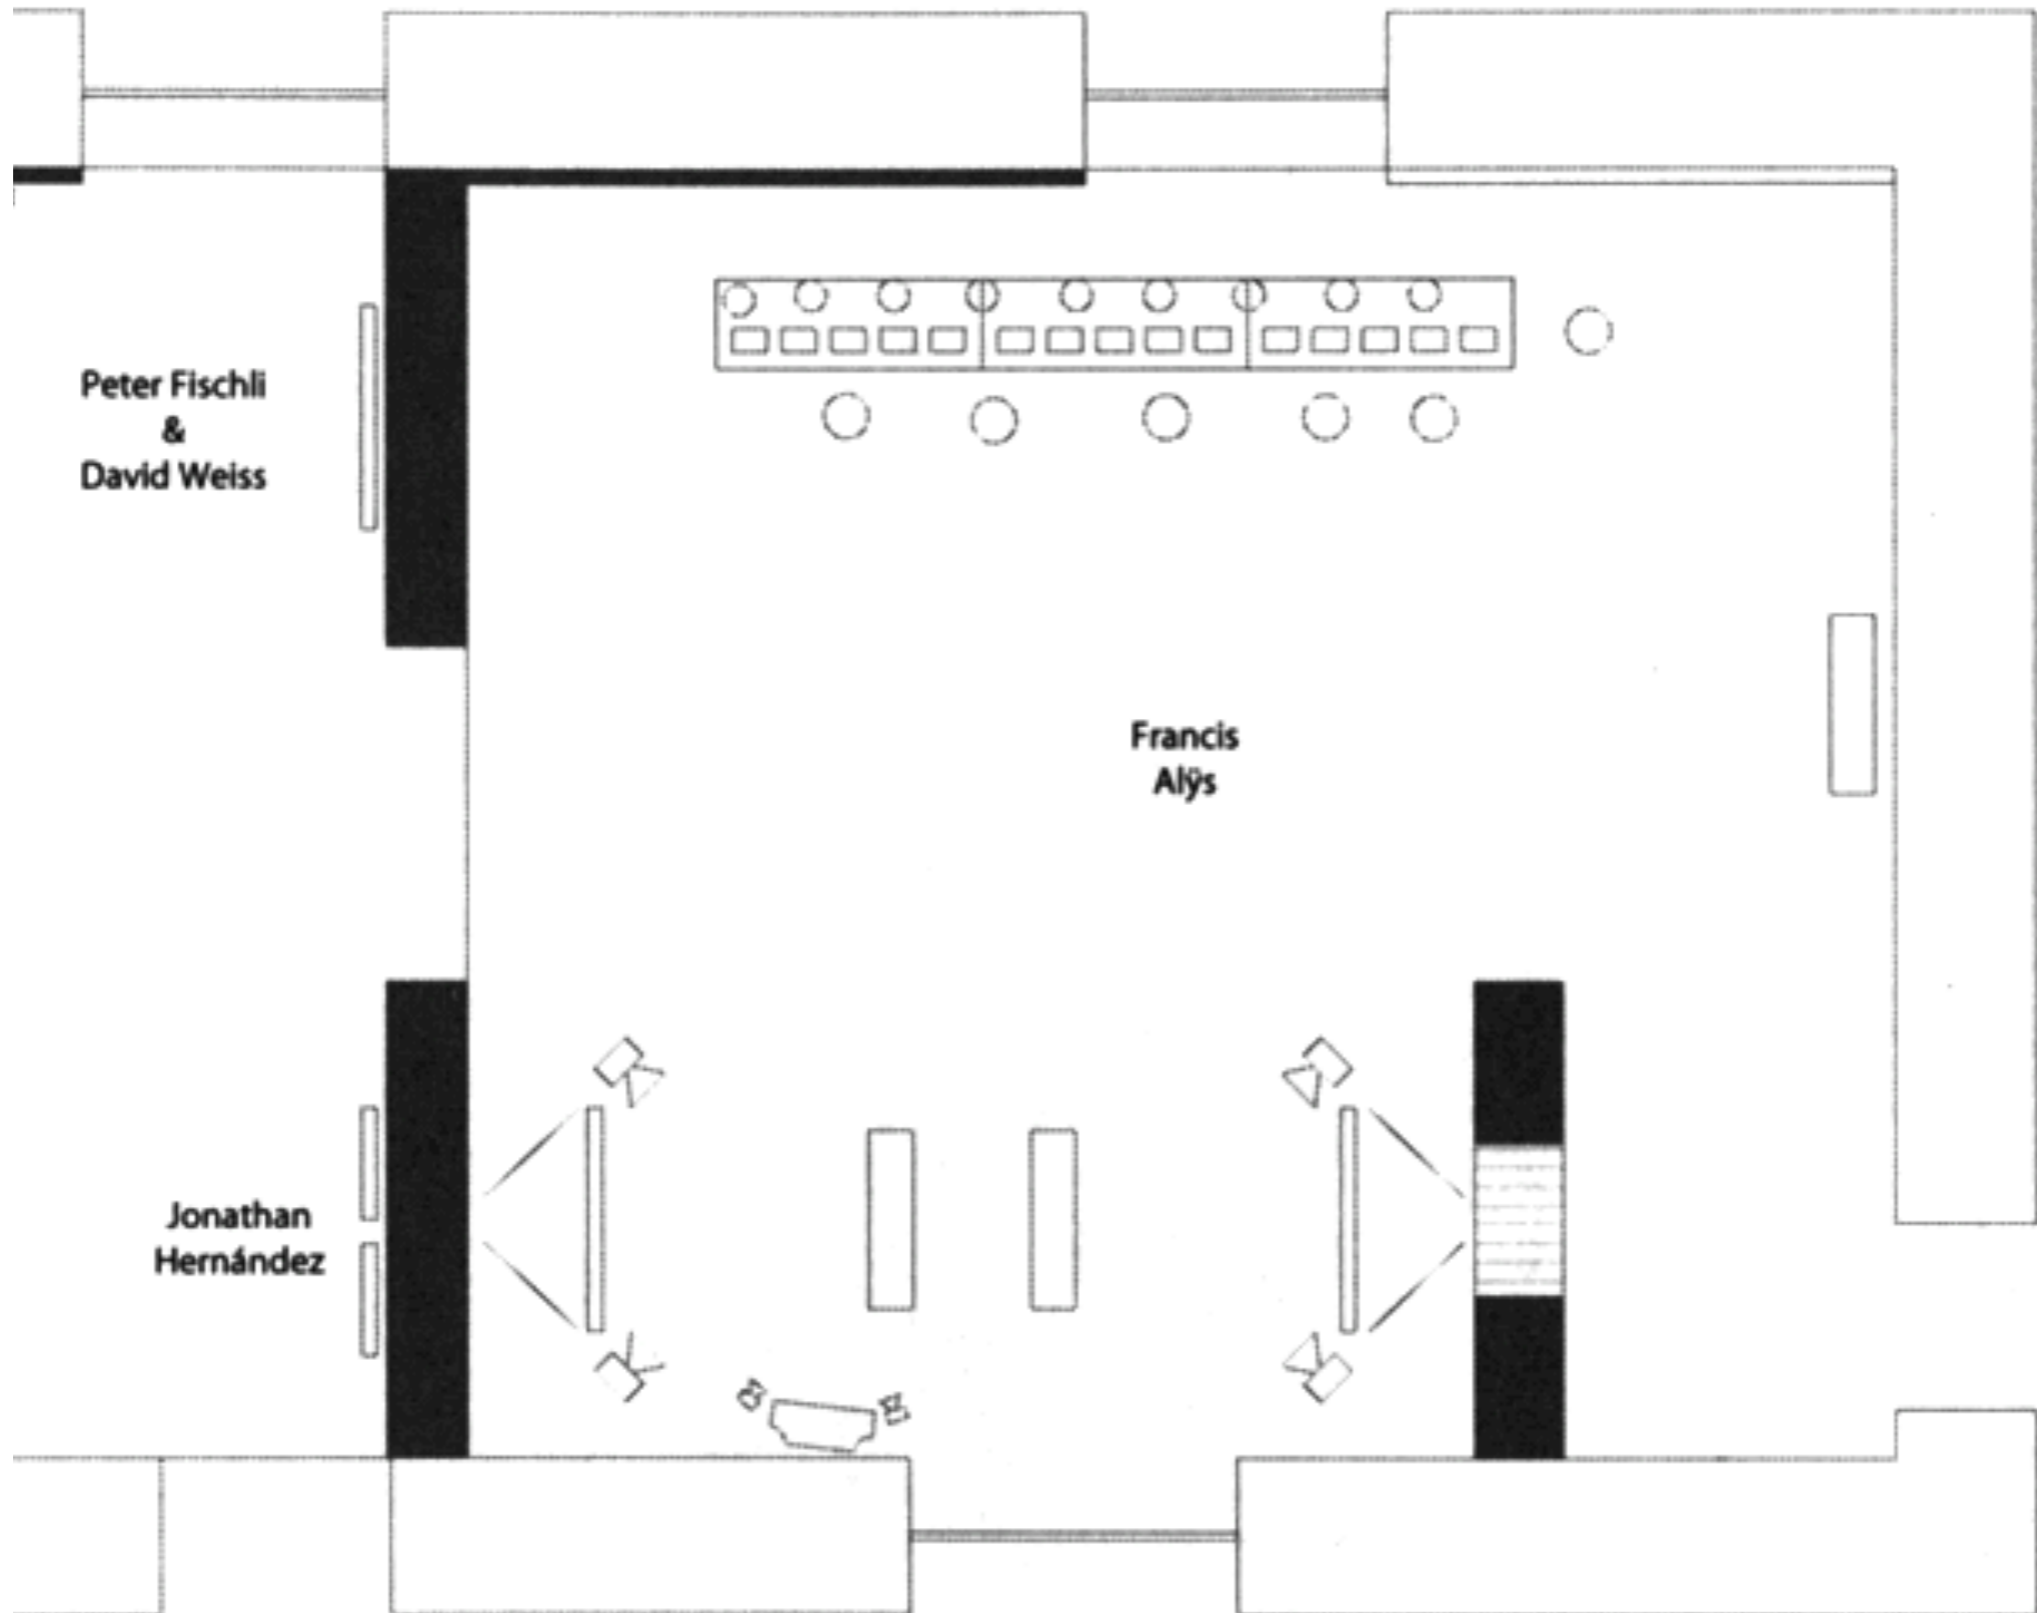 Peter Fischli
&
David Weiss
Francis
Alÿs
Jonathan
Hernández